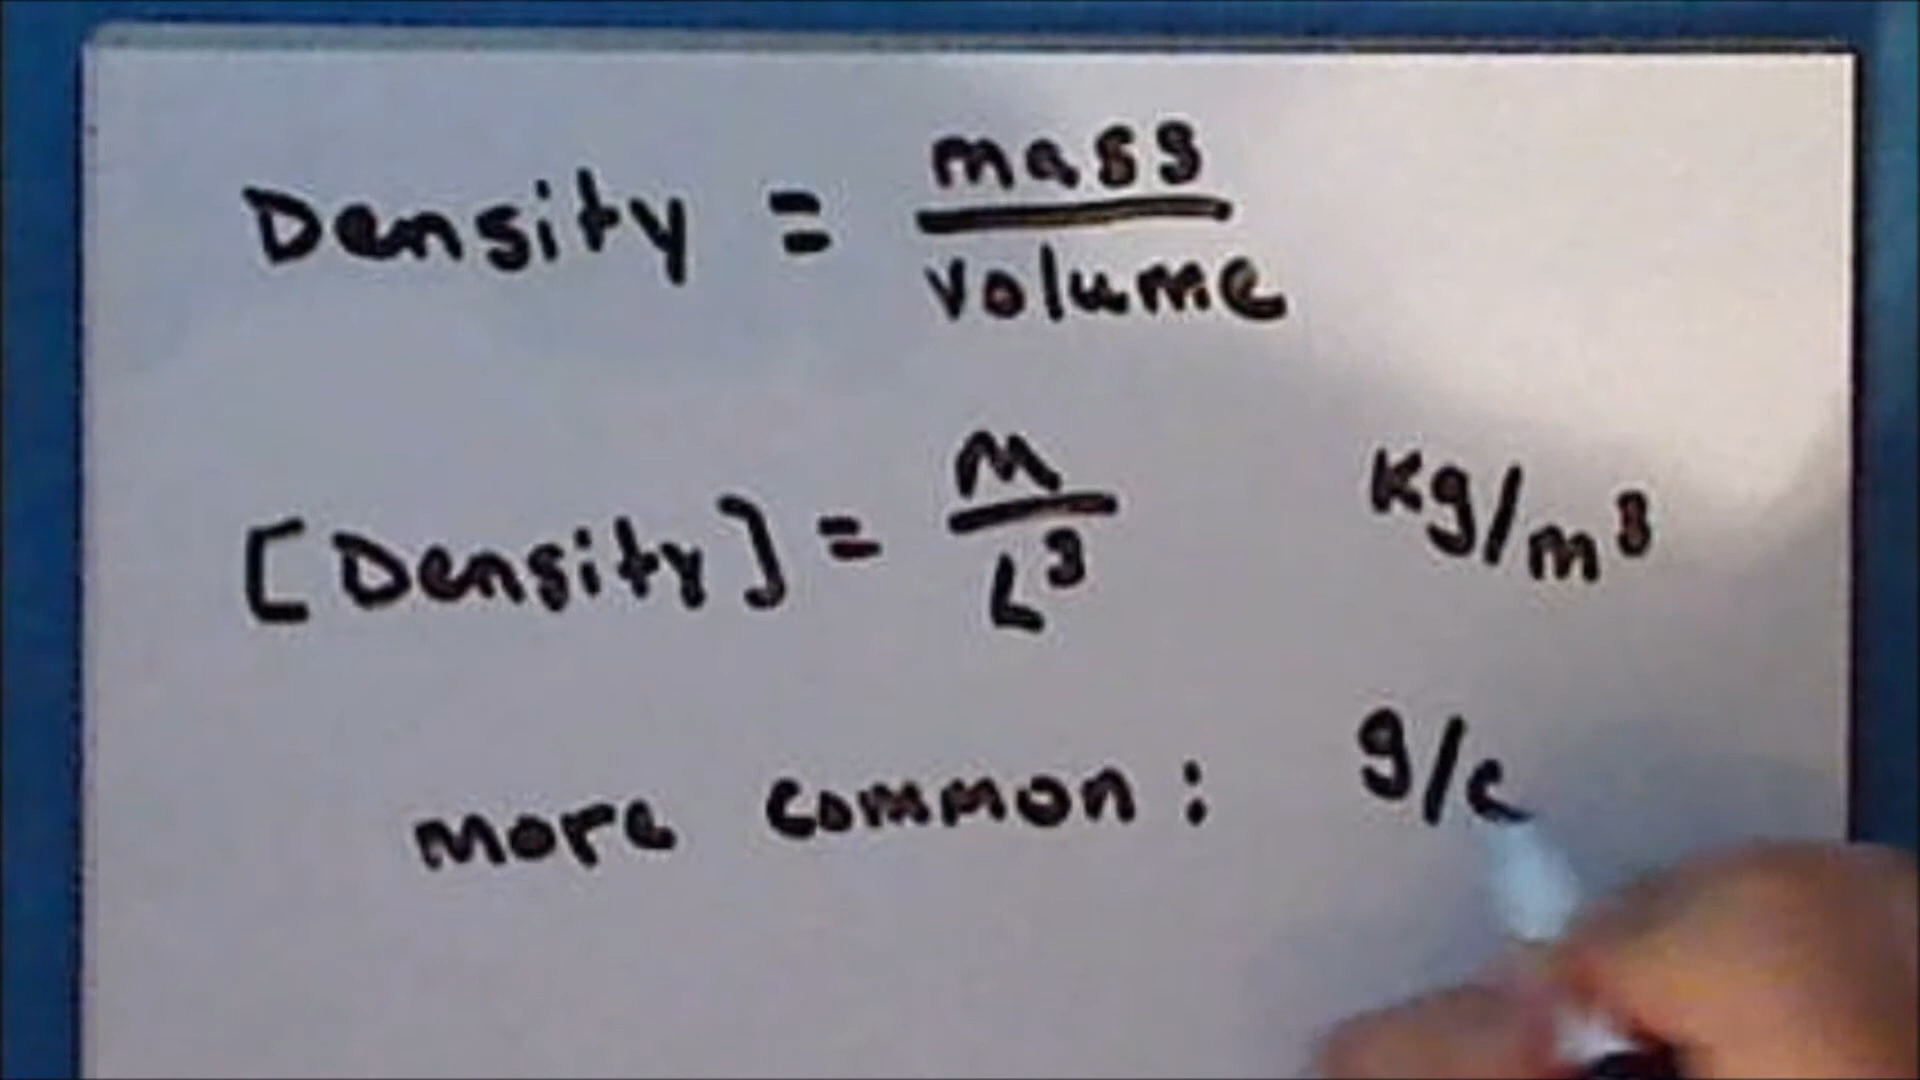 Density = mass / volume
[Density] = M / L³ kg/m³
more common: g/c